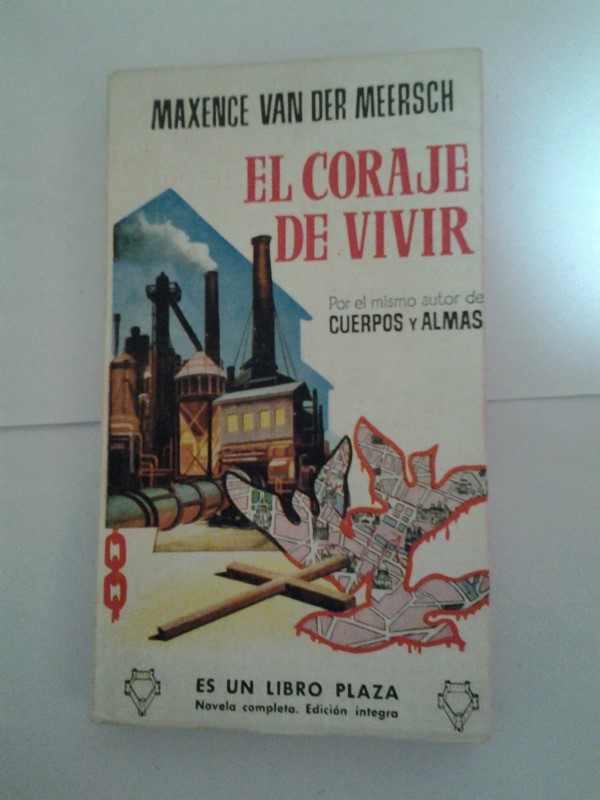 MAXENCE VAN DER MEERSCH
EL CORAJE
DE VIVIR
Por el mismo autor de
CUERPOS Y ALMAS
ES UN LIBRO PLAZA
Novela completa. Edición integra